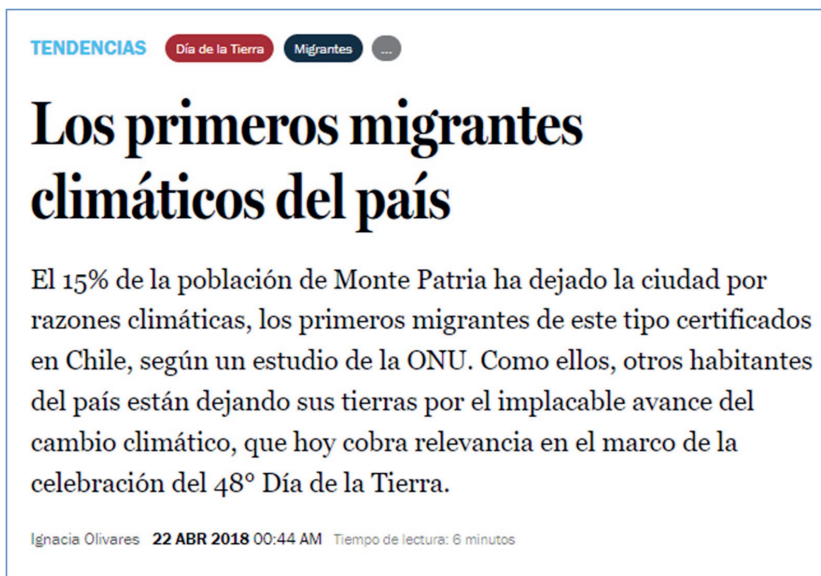 TENDENCIAS Día de la Tierra Migrantes ...
Los primeros migrantes
climáticos del país
El 15% de la población de Monte Patria ha dejado la ciudad por
razones climáticas, los primeros migrantes de este tipo certificados
en Chile, según un estudio de la ONU. Como ellos, otros habitantes
del país están dejando sus tierras por el implacable avance del
cambio climático, que hoy cobra relevancia en el marco de la
celebración del 48° Día de la Tierra.
Ignacia Olivares 22 ABR 2018 00:44 AM Tiempo de lectura: 6 minutos